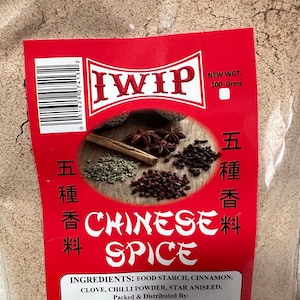 IWIP
NEW WGT.
100 Gms
五種香料
五種香料
CHINESE
SPICE
INGREDIENTS: FOOD STARCH, CINNAMON,
CLOVE, CHILLI POWDER, STAR ANISEED.
Packed & Distributed By: